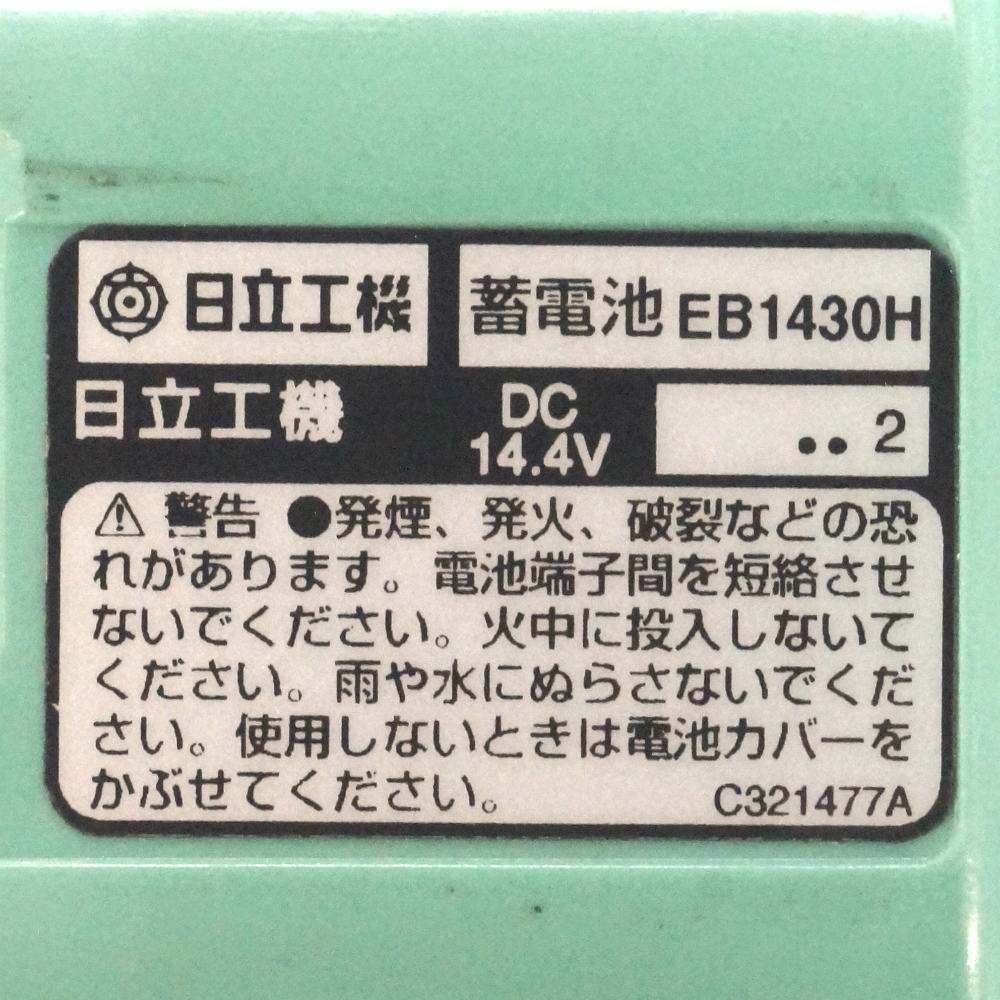 日立工機
蓄電池 EB1430H
日立工機
DC
14.4V
•• 2
⚠ 警告 ●発煙、発火、破裂などの恐
れがあります。電池端子間を短絡させ
ないでください。火中に投入しないて
ください。雨や水にぬらさないでくだ
さい。使用しないときは電池カバーを
かぶせてください。
C321477A